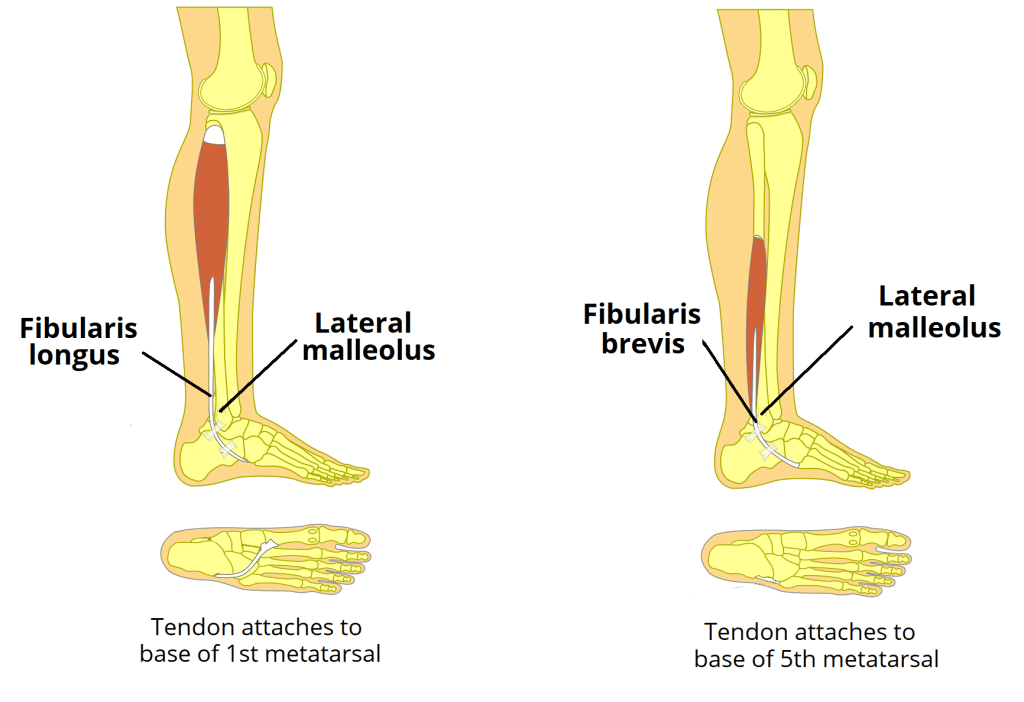 Fibularis
longus
Lateral
malleolus
Tendon attaches to
base of 1st metatarsal
Fibularis
brevis
Lateral
malleolus
Tendon attaches to
base of 5th metatarsal